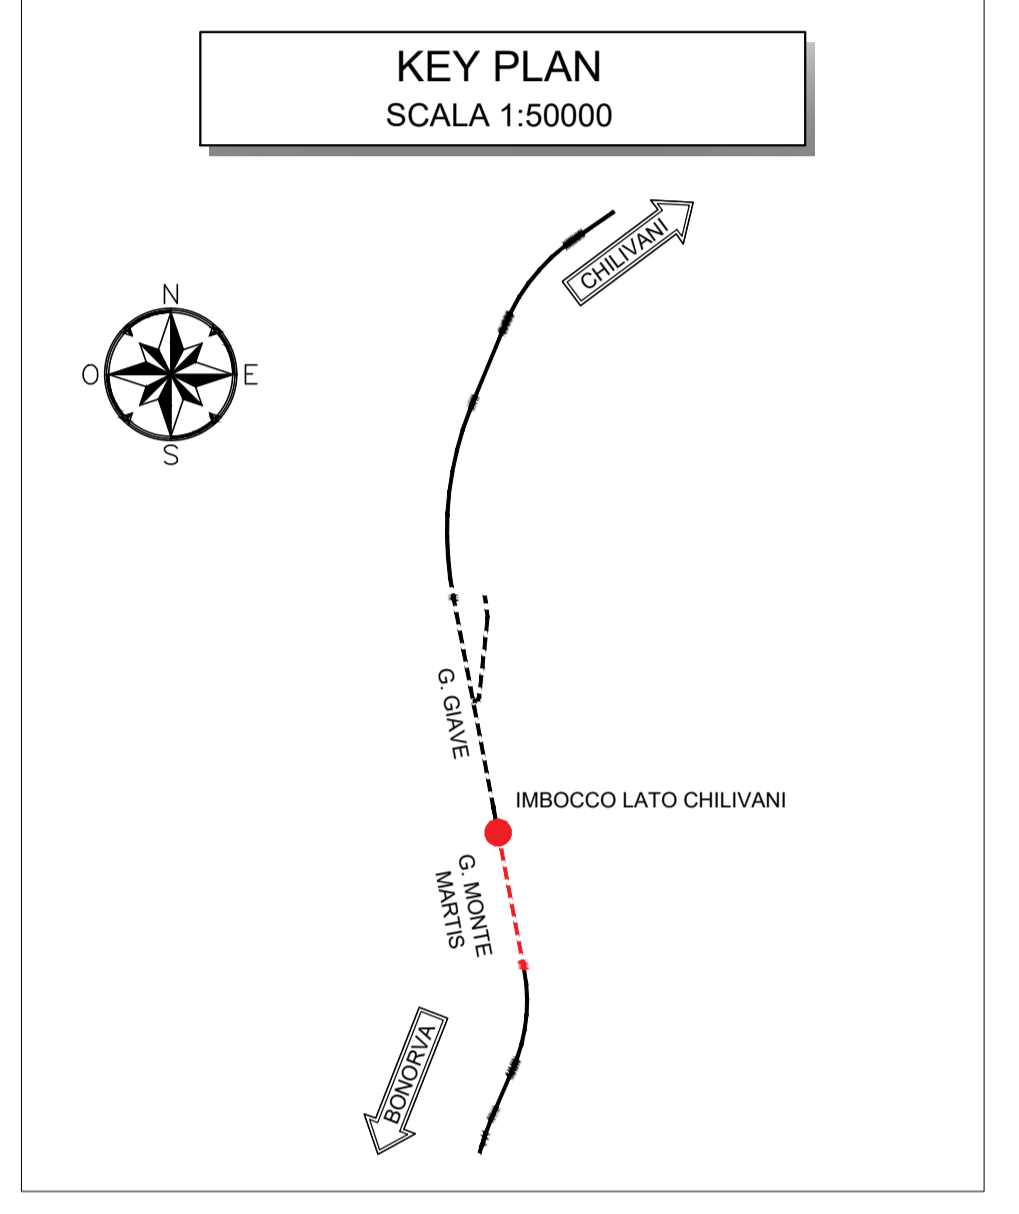 KEY PLAN
SCALA 1:50000
CHILIVANI
N
O
E
S
G. GIAVE
IMBOCCO LATO CHILIVANI
G. MONTE
MARTIS
BONORVA